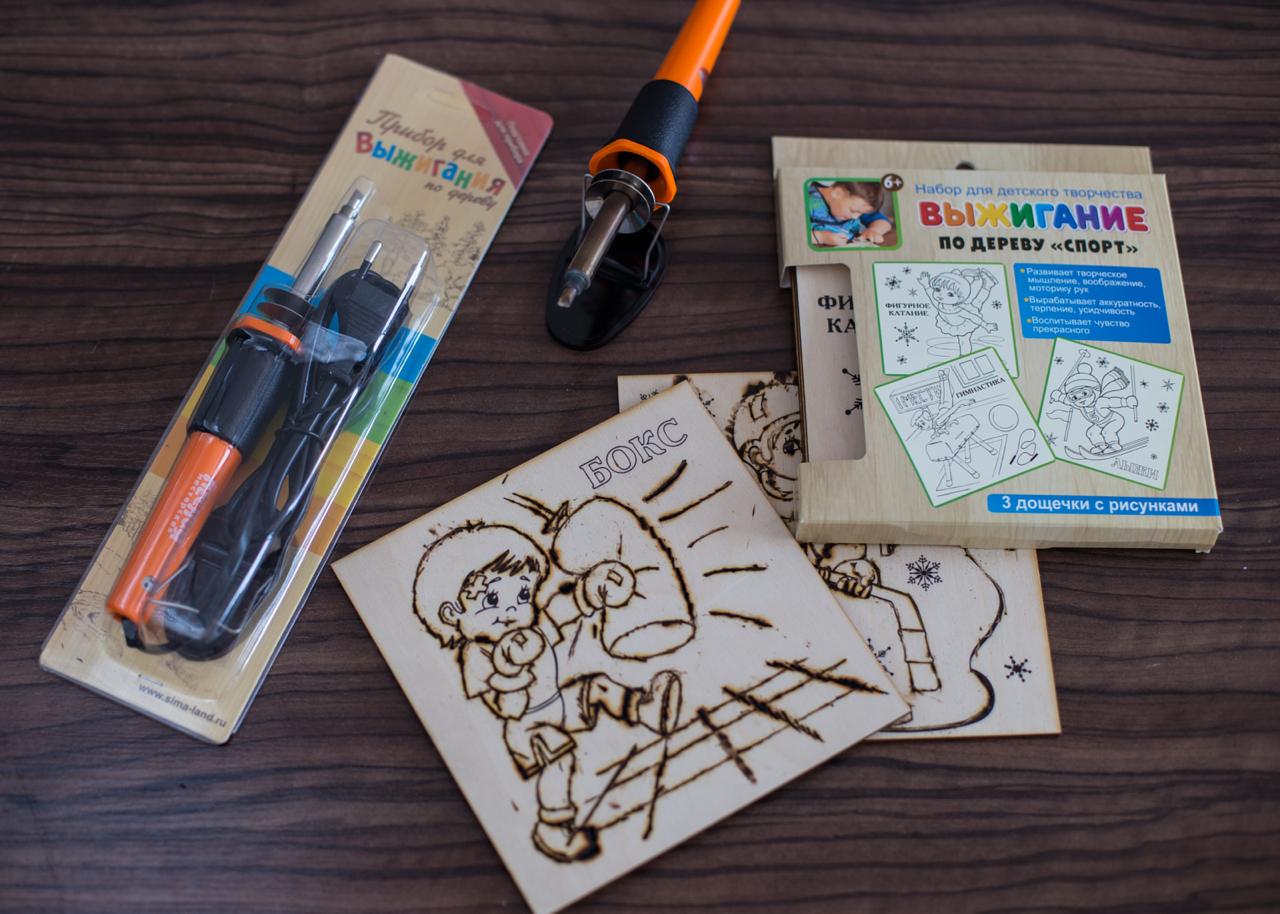 Прибор для
Выжигания
по дереву
www.sima-land.ru
6+
Набор для детского творчества
ВЫЖИГАНИЕ
ПО ДЕРЕВУ «СПОРТ»
ФИГУРНОЕ
КАТАНИЕ
Развивает творческое
мышление, воображение,
моторику рук
Вырабатывает аккуратность,
терпение, усидчивость
Воспитывает чувство
прекрасного
ФИ
КА
ГИМНАСТИКА
ЛЫЖИ
3 дощечки с рисунками
БОКС